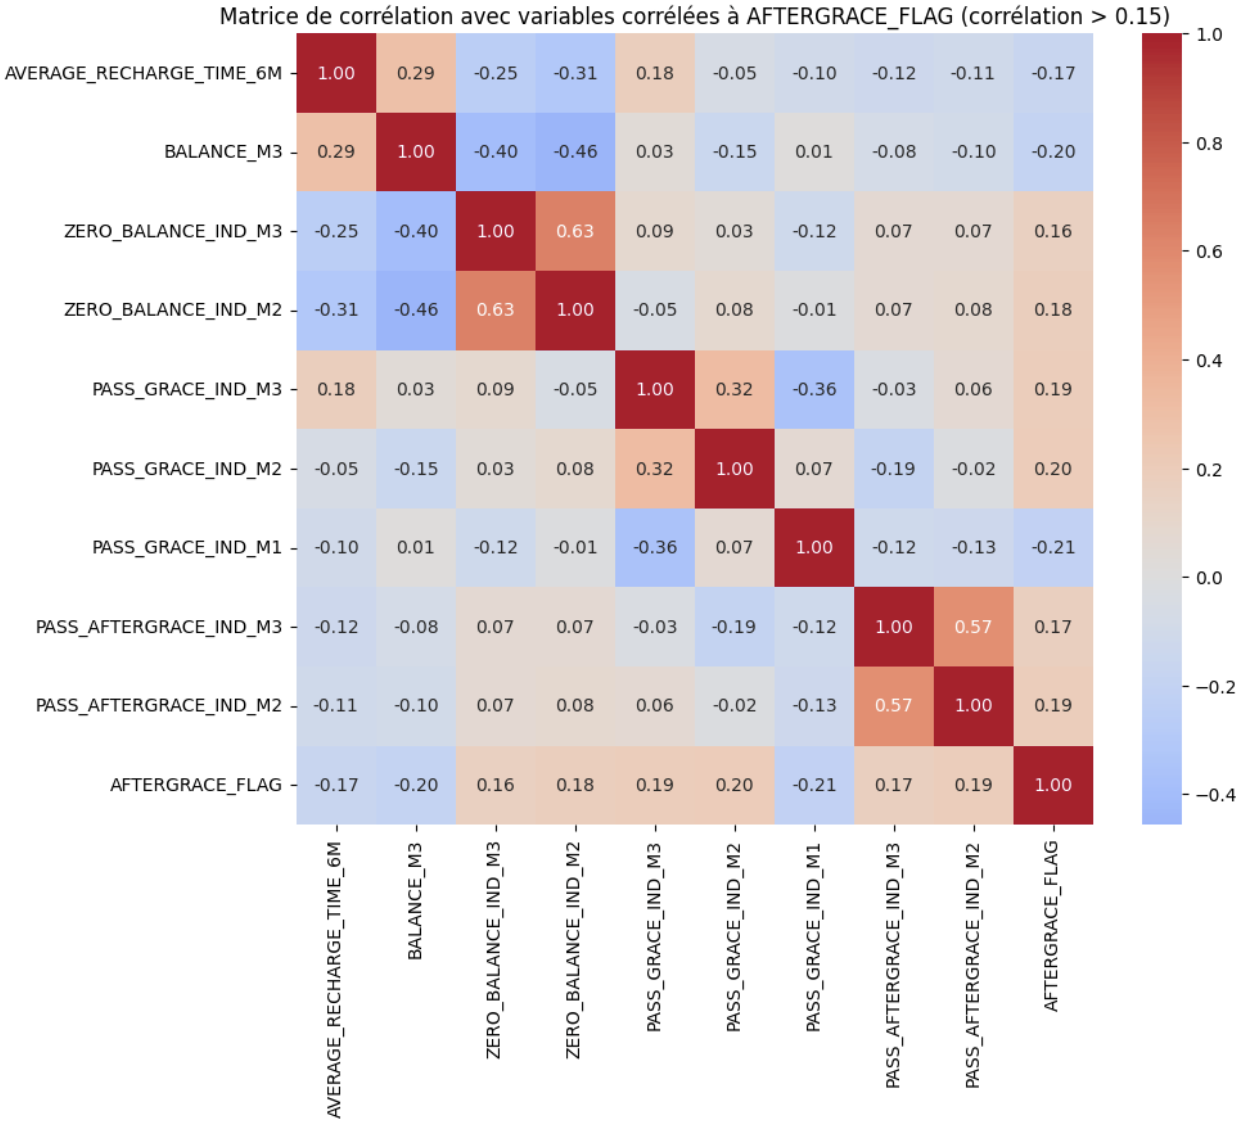 Matrice de corrélation avec variables corrélées à AFTERGRACE_FLAG (corrélation > 0.15)
AVERAGE_RECHARGE_TIME_6M 1.00 0.29 -0.25 -0.31 0.18 -0.05 -0.10 -0.12 -0.11 -0.17
BALANCE_M3 0.29 1.00 -0.40 -0.46 0.03 -0.15 0.01 -0.08 -0.10 -0.20
ZERO_BALANCE_IND_M3 -0.25 -0.40 1.00 0.63 0.09 0.03 -0.12 0.07 0.07 0.16
ZERO_BALANCE_IND_M2 -0.31 -0.46 0.63 1.00 -0.05 0.08 -0.01 0.07 0.08 0.18
PASS_GRACE_IND_M3 0.18 0.03 0.09 -0.05 1.00 0.32 -0.36 -0.03 0.06 0.19
PASS_GRACE_IND_M2 -0.05 -0.15 0.03 0.08 0.32 1.00 0.07 -0.19 -0.02 0.20
PASS_GRACE_IND_M1 -0.10 0.01 -0.12 -0.01 -0.36 0.07 1.00 -0.12 -0.13 -0.21
PASS_AFTERGRACE_IND_M3 -0.12 -0.08 0.07 0.07 -0.03 -0.19 -0.12 1.00 0.57 0.17
PASS_AFTERGRACE_IND_M2 -0.11 -0.10 0.07 0.08 0.06 -0.02 -0.13 0.57 1.00 0.19
AFTERGRACE_FLAG -0.17 -0.20 0.16 0.18 0.19 0.20 -0.21 0.17 0.19 1.00
AVERAGE_RECHARGE_TIME_6M
BALANCE_M3
ZERO_BALANCE_IND_M3
ZERO_BALANCE_IND_M2
PASS_GRACE_IND_M3
PASS_GRACE_IND_M2
PASS_GRACE_IND_M1
PASS_AFTERGRACE_IND_M3
PASS_AFTERGRACE_IND_M2
AFTERGRACE_FLAG
1.0
0.8
0.6
0.4
0.2
0.0
−0.2
−0.4